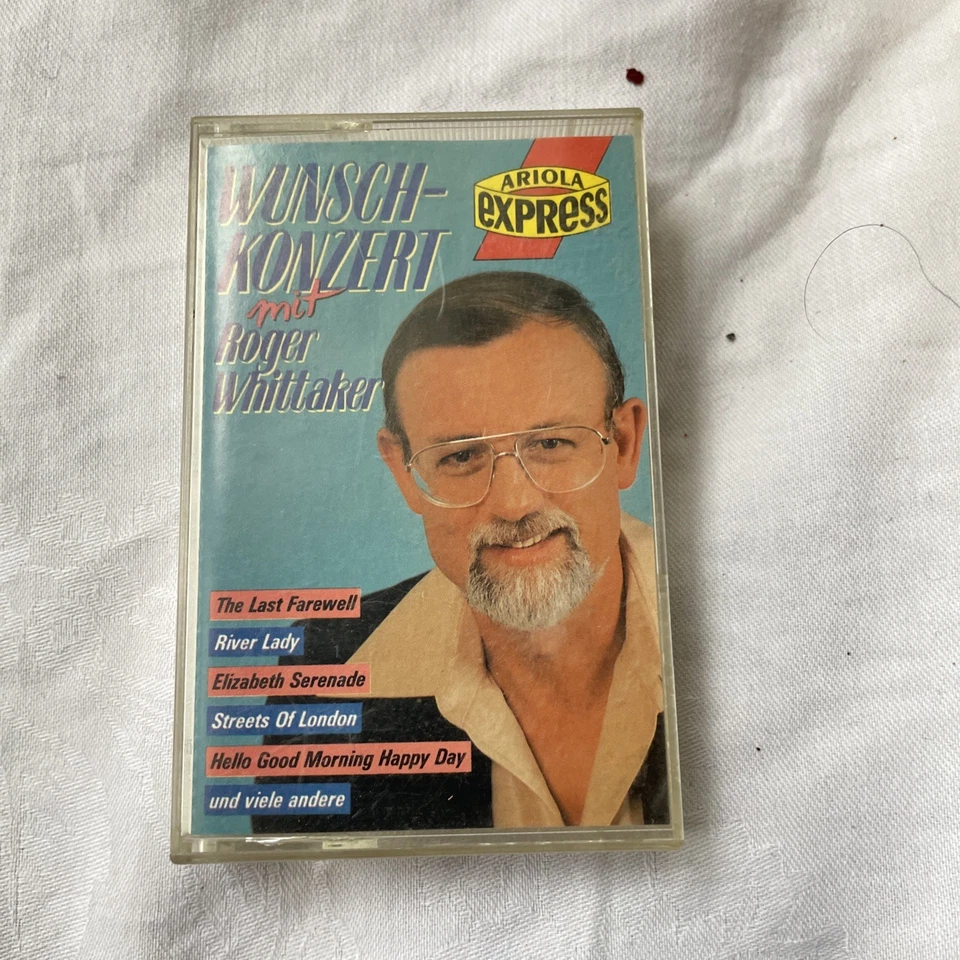 WUNSCH-
KONZERT
mit
Roger
Whittaker
ARIOLA
eXPReSS
The Last Farewell
River Lady
Elizabeth Serenade
Streets Of London
Hello Good Morning Happy Day
und viele andere